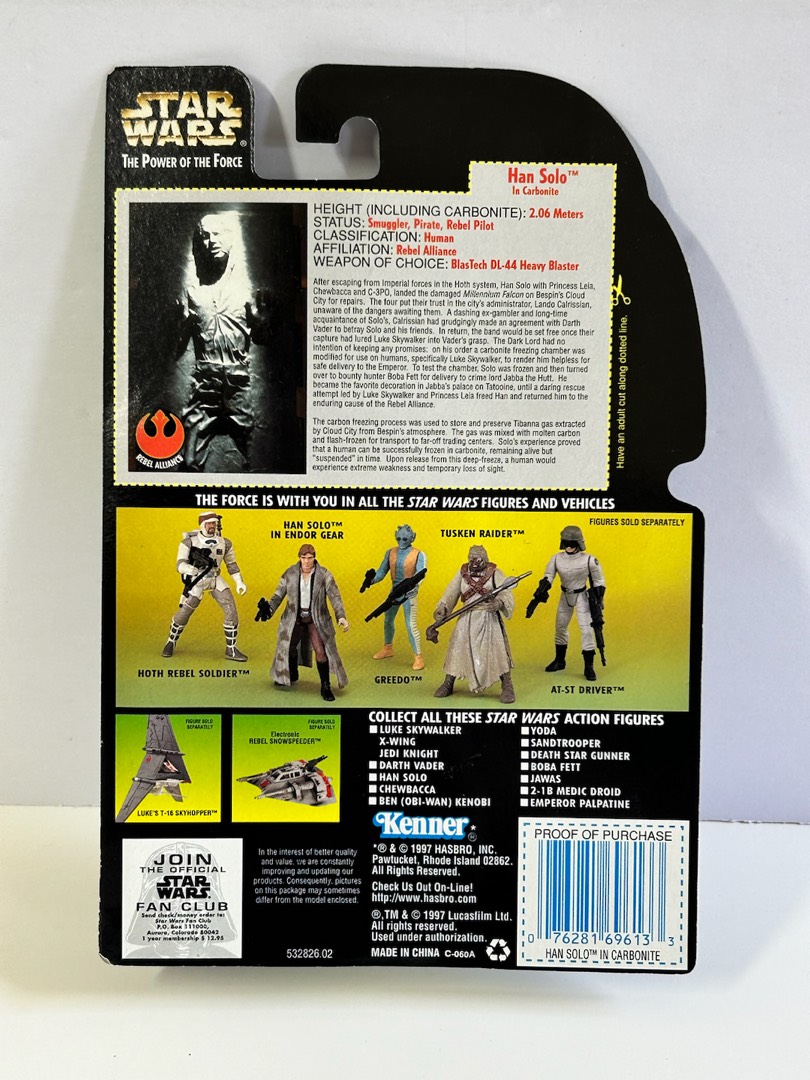 STAR
WARS®
THE POWER OF THE FORCE
Han Solo™
In Carbonite
HEIGHT (INCLUDING CARBONITE): 2.06 Meters
STATUS: Smuggler, Pirate, Rebel Pilot
CLASSIFICATION: Human
AFFILIATION: Rebel Alliance
WEAPON OF CHOICE: BlasTech DL-44 Heavy Blaster
After escaping from Imperial forces in the Hoth system, Han Solo with Princess Leia,
Chewbacca and C-3PO, landed the damaged Millennium Falcon on Bespin's Cloud
City for repairs. The four put their trust in the city's administrator, Lando Calrissian,
unaware of the dangers awaiting them. A dashing ex-gambler and long-time
acquaintance of Solo's, Calrissian had grudgingly made an agreement with Darth
Vader to betray Solo and his friends. In return, the band would be set free once their
capture had lured Luke Skywalker into Vader's grasp. The Dark Lord had no
intention of keeping any promises: on his order a carbonite freezing chamber was
modified for use on humans, specifically Luke Skywalker, to render him helpless for
safe delivery to the Emperor. To test the chamber, Solo was frozen and then turned
over to bounty hunter Boba Fett for delivery to crime lord Jabba the Hutt. He
became the favorite decoration in Jabba's palace on Tatooine, until a daring rescue
attempt led by Luke Skywalker and Princess Leia freed Han and returned him to the
enduring cause of the Rebel Alliance.
The carbon freezing process was used to store and preserve Tibanna gas extracted
by Cloud City from Bespin's atmosphere. The gas was mixed with molten carbon
and flash-frozen for transport to far-off trading centers. Solo's experience proved
that a human can be successfully frozen in carbonite, remaining alive but
"suspended" in time. Upon release from this deep-freeze, a human would
experience extreme weakness and temporary loss of sight.
REBEL ALLIANCE
Have an adult cut along dotted line.
THE FORCE IS WITH YOU IN ALL THE STAR WARS FIGURES AND VEHICLES
FIGURES SOLD SEPARATELY
HAN SOLO™
IN ENDOR GEAR
TUSKEN RAIDER™
HOTH REBEL SOLDIER™
GREEDO™
AT-ST DRIVER™
FIGURE SOLD
SEPARATELY
LUKE'S T-16 SKYHOPPER™
FIGURE SOLD
SEPARATELY
Electronic
REBEL SNOWSPEEDER™
COLLECT ALL THESE STAR WARS ACTION FIGURES
LUKE SKYWALKER
X-WING
JEDI KNIGHT
DARTH VADER
HAN SOLO
CHEWBACCA
BEN (OBI-WAN) KENOBI
YODA
SANDTROOPER
DEATH STAR GUNNER
BOBA FETT
JAWAS
2-1B MEDIC DROID
EMPEROR PALPATINE
JOIN
THE OFFICIAL
STAR
WARS
FAN CLUB
Send check/money order to:
Star Wars Fan Club
P.O. Box 111000,
Aurora, Colorado 80042
1 year membership $ 12.95
In the interest of better quality
and value, we are constantly
improving and updating our
products. Consequently, pictures
on this package may sometimes
differ from the model enclosed.
532826.02
Kenner*®
*® & © 1997 HASBRO, INC.
Pawtucket, Rhode Island 02862.
All Rights Reserved.
Check Us Out On-Line!
http://www.hasbro.com
®,TM & © 1997 Lucasfilm Ltd.
All rights reserved.
Used under authorization.
MADE IN CHINA C-060A
PROOF OF PURCHASE
0 76281 69613 3
HAN SOLO™ IN CARBONITE